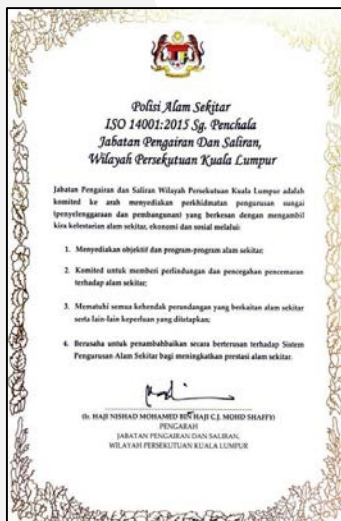 Polisi Alam Sekitar
ISO 14001:2015 Sg. Penchala
Jabatan Pengairan Dan Saliran,
Wilayah Persekutuan Kuala Lumpur
Jabatan Pengairan dan Saliran Wilayah Persekutuan Kuala Lumpur adalah
komited ke arah menyediakan perkhidmatan pengurusan sungai
(penyelenggaraan dan pembangunan) yang berkesan dengan mengambil
kira kelestarian alam sekitar, ekonomi dan sosial melalui:
1. Menyediakan objektif dan program-program alam sekitar;
2. Komited untuk memberi perlindungan dan pencegahan pencemaran
terhadap alam sekitar;
3. Mematuhi semua kehendak perundangan yang berkaitan alam sekitar
serta lain-lain keperluan yang ditetapkan;
4. Berusaha untuk penambahbaikan secara berterusan terhadap Sistem
Pengurusan Alam Sekitar bagi meningkatkan prestasi alam sekitar.
(Ir. HAJI NISHAD MOHAMED BIN HAJI C.J. MOHD SHAFFY)
PENGARAH
JABATAN PENGAIRAN DAN SALIRAN,
WILAYAH PERSEKUTUAN KUALA LUMPUR